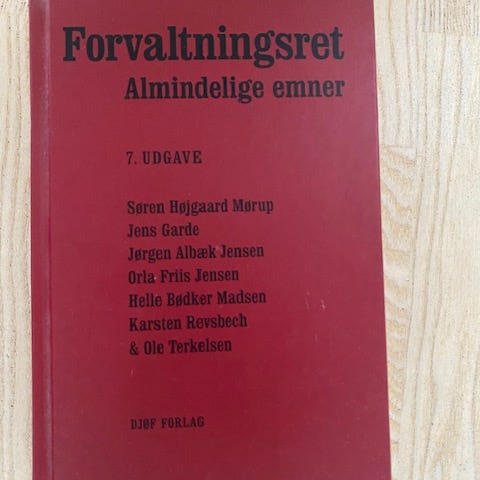 Forvaltningsret
Almindelige emner
7. UDGAVE
Søren Højgaard Mørup
Jens Garde
Jørgen Albæk Jensen
Orla Friis Jensen
Helle Bødker Madsen
Karsten Revsbech
& Ole Terkelsen
DJØF FORLAG